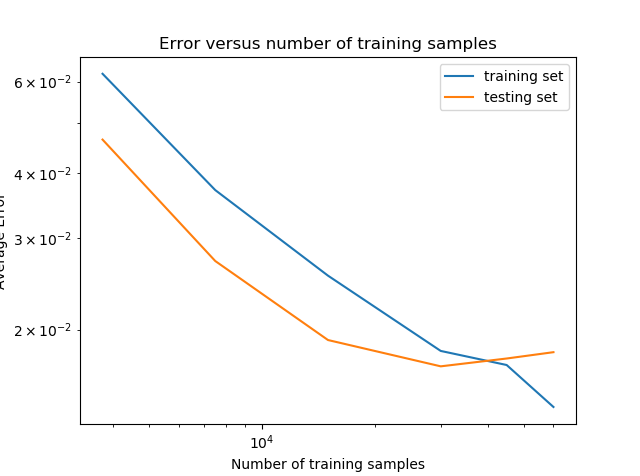 Error versus number of training samples
training set
testing set
6 × 10⁻²
4 × 10⁻²
3 × 10⁻²
2 × 10⁻²
Average Error
10⁴
Number of training samples